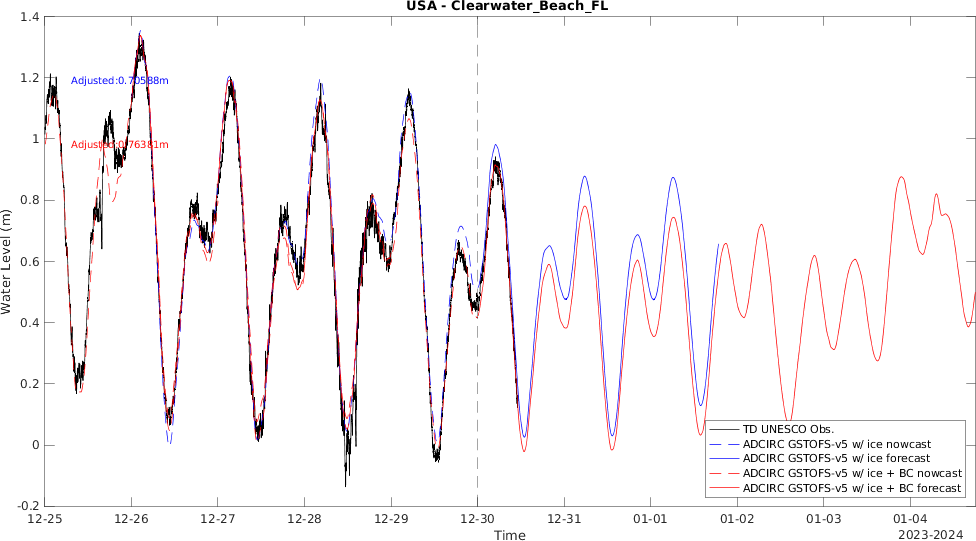 USA - Clearwater_Beach_FL
1.4
1.2
1
0.8
0.6
0.4
0.2
0
-0.2
Water Level (m)
Adjusted:0.70588m
Adjusted:0.76381m
TD UNESCO Obs.
ADCIRC GSTOFS-v5 w/ ice nowcast
ADCIRC GSTOFS-v5 w/ ice forecast
ADCIRC GSTOFS-v5 w/ ice + BC nowcast
ADCIRC GSTOFS-v5 w/ ice + BC forecast
12-25 12-26 12-27 12-28 12-29 12-30 12-31 01-01 01-02 01-03 01-04
Time
2023-2024